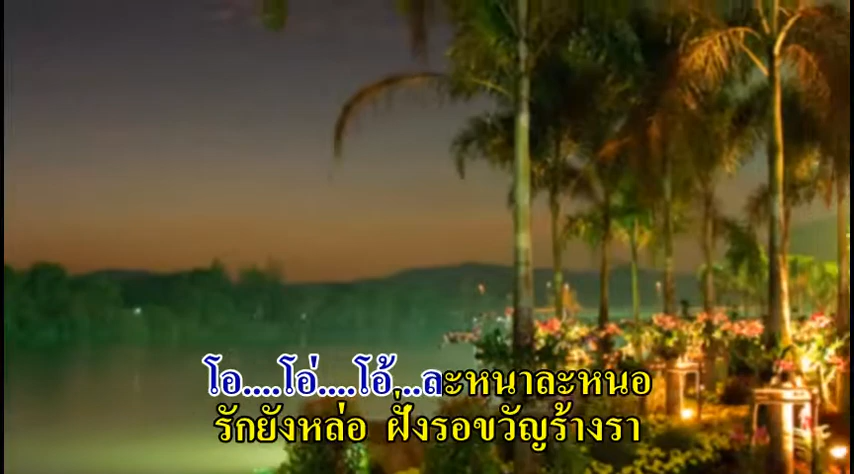 โอ....โอ่....โอ้...ละหนาละหนอ
รักยังหล่อ ฝั่งรอขวัญร้างรา